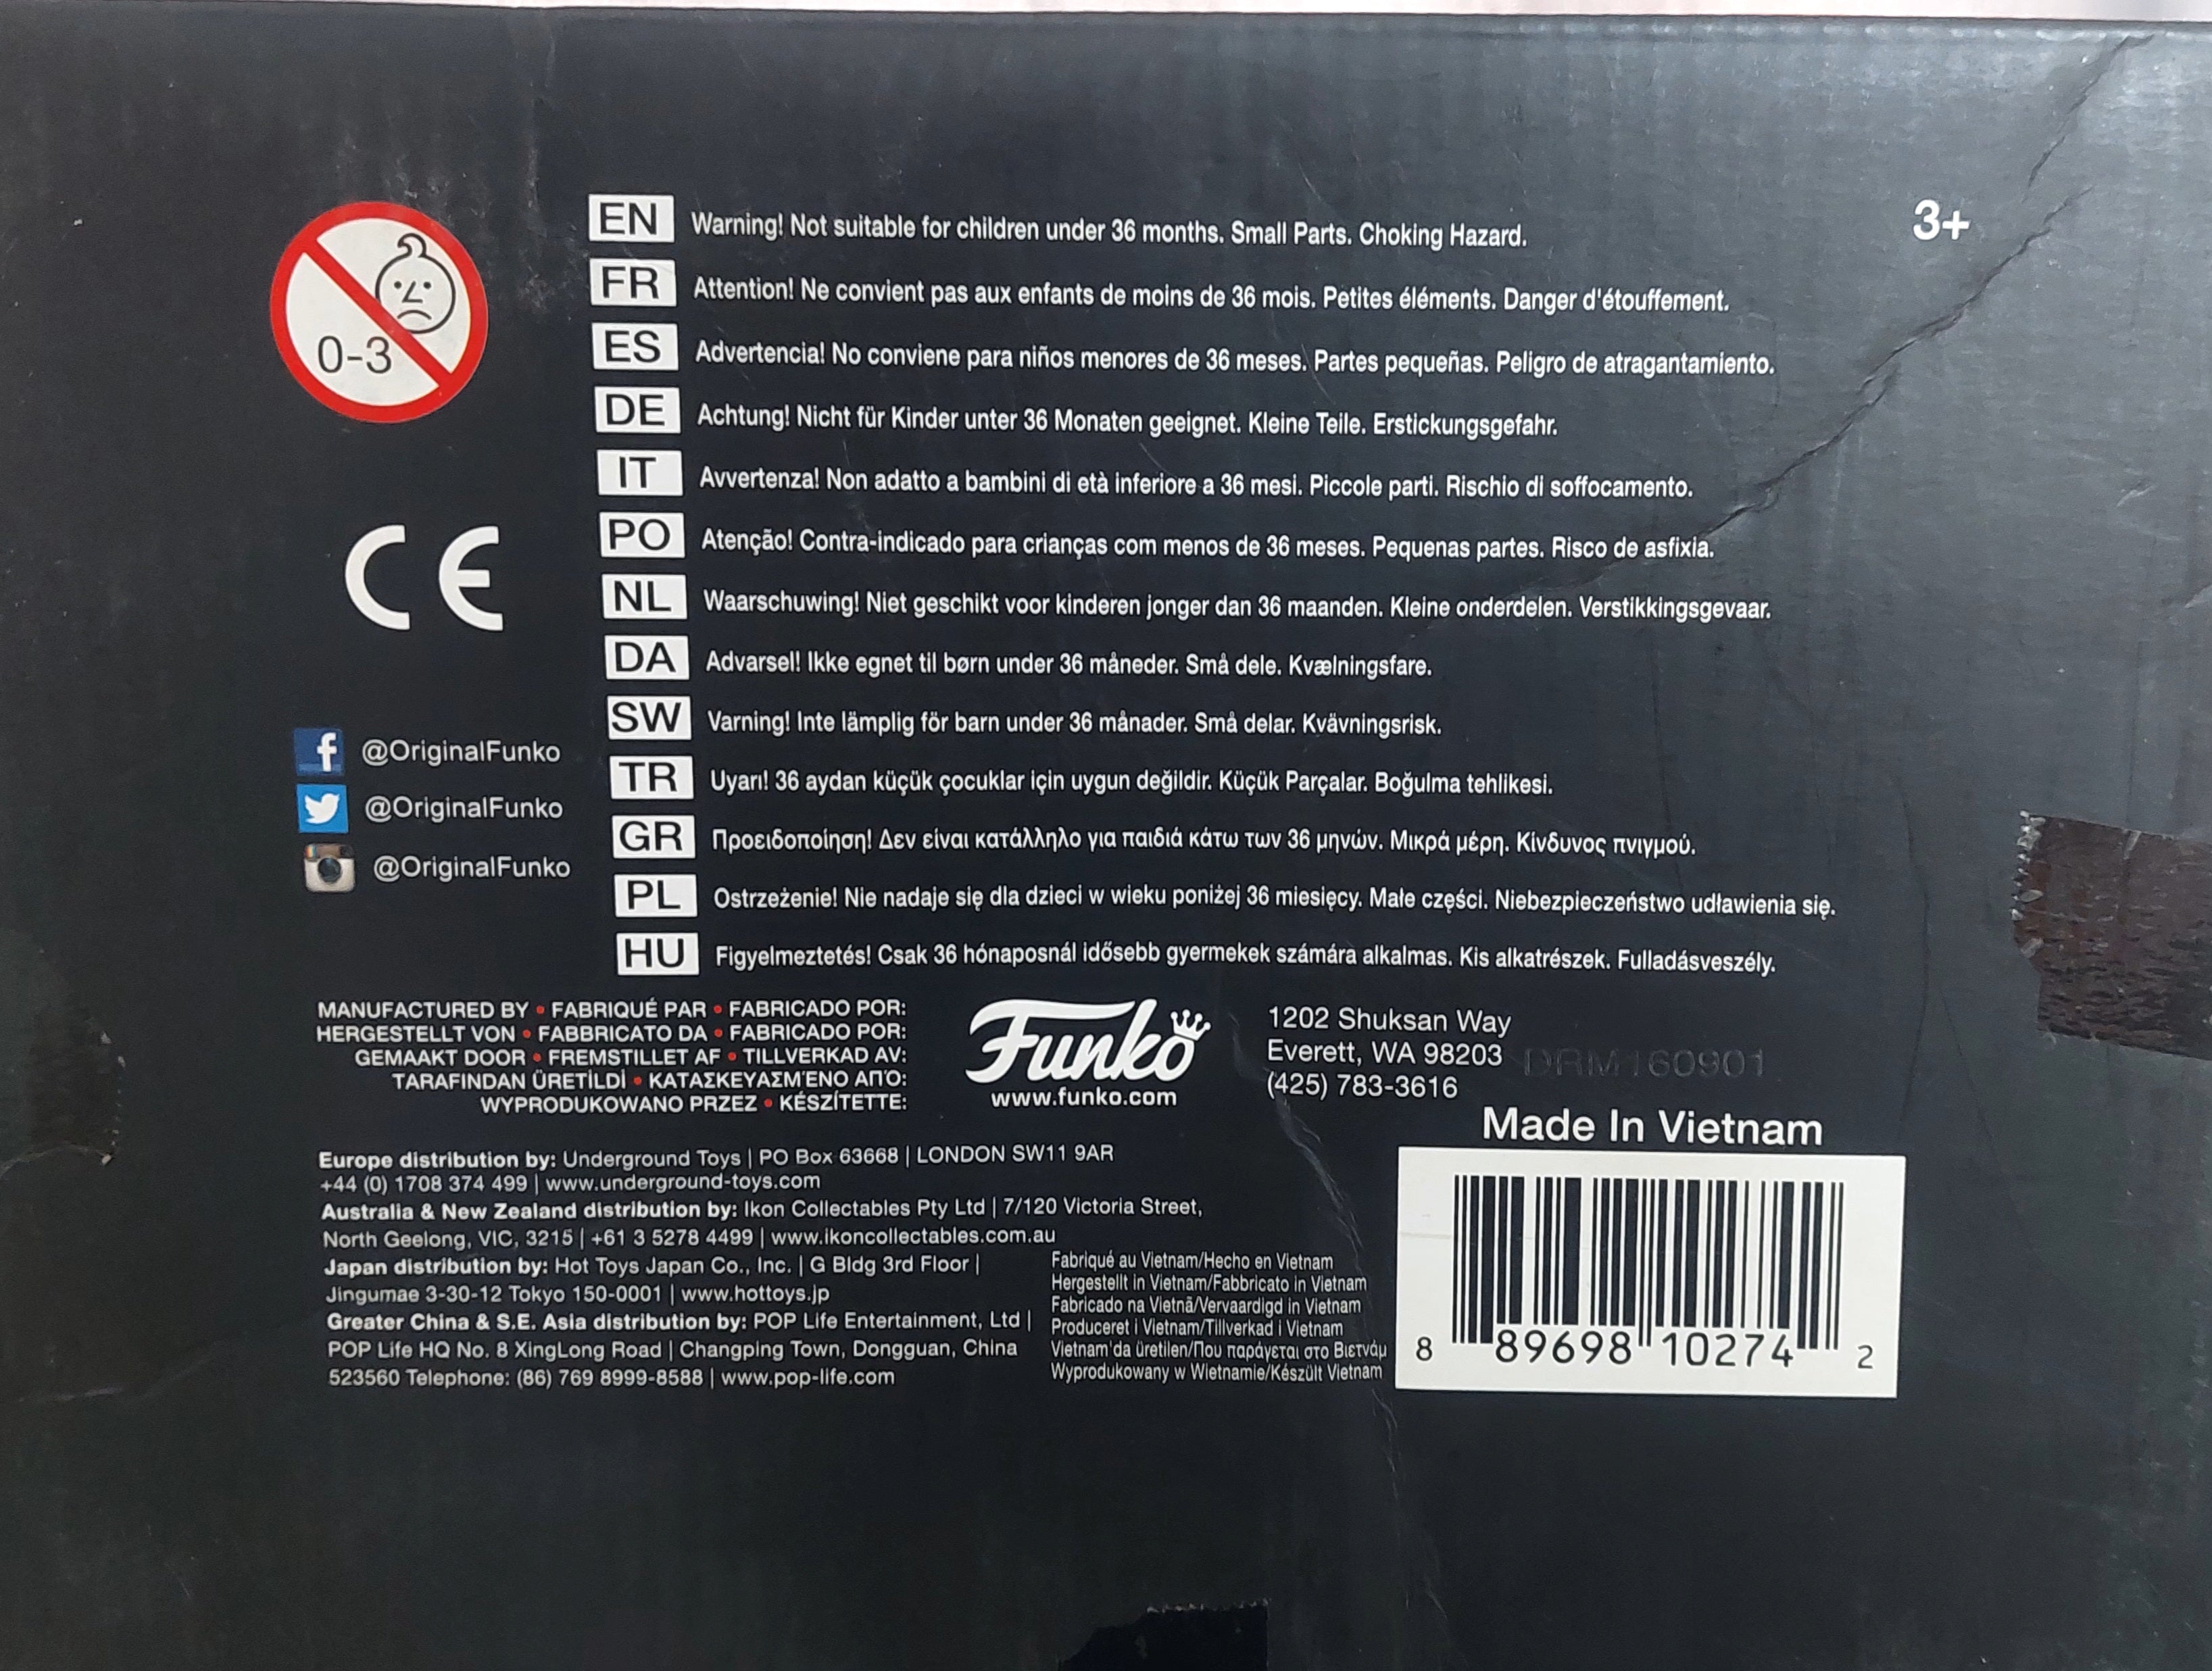 3+
0-3
EN Warning! Not suitable for children under 36 months. Small Parts. Choking Hazard.
FR Attention! Ne convient pas aux enfants de moins de 36 mois. Petites éléments. Danger d'étouffement.
ES Advertencia! No conviene para niños menores de 36 meses. Partes pequeñas. Peligro de atragantamiento.
DE Achtung! Nicht für Kinder unter 36 Monaten geeignet. Kleine Teile. Erstickungsgefahr.
IT Avvertenza! Non adatto a bambini di età inferiore a 36 mesi. Piccole parti. Rischio di soffocamento.
PO Atenção! Contra-indicado para crianças com menos de 36 meses. Pequenas partes. Risco de asfixia.
NL Waarschuwing! Niet geschikt voor kinderen jonger dan 36 maanden. Kleine onderdelen. Verstikkingsgevaar.
DA Advarsel! Ikke egnet til børn under 36 måneder. Små dele. Kvælningsfare.
SW Varning! Inte lämplig för barn under 36 månader. Små delar. Kvävningsrisk.
TR Uyarı! 36 aydan küçük çocuklar için uygun değildir. Küçük Parçalar. Boğulma tehlikesi.
GR Προειδοποίηση! Δεν είναι κατάλληλο για παιδιά κάτω των 36 μηνών. Μικρά μέρη. Κίνδυνος πνιγμού.
PL Ostrzeżenie! Nie nadaje się dla dzieci w wieku poniżej 36 miesięcy. Małe części. Niebezpieczeństwo udławienia się.
HU Figyelmeztetés! Csak 36 hónaposnál idősebb gyermekek számára alkalmas. Kis alkatrészek. Fulladásveszély.
CE
@OriginalFunko
@OriginalFunko
@OriginalFunko
MANUFACTURED BY • FABRIQUÉ PAR • FABRICADO POR:
HERGESTELLT VON • FABBRICATO DA • FABRICADO POR:
GEMAAKT DOOR • FREMSTILLET AF • TILLVERKAD AV:
TARAFINDAN ÜRETİLDİ • ΚΑΤΑΣΚΕΥΑΣΜΈΝΟ ΑΠΌ:
WYPRODUKOWANO PRZEZ • KÉSZÍTETTE:
Funko
www.funko.com
1202 Shuksan Way
Everett, WA 98203
(425) 783-3616
DRM160901
Made In Vietnam
Europe distribution by: Underground Toys | PO Box 63668 | LONDON SW11 9AR
+44 (0) 1708 374 499 | www.underground-toys.com
Australia & New Zealand distribution by: Ikon Collectables Pty Ltd | 7/120 Victoria Street,
North Geelong, VIC, 3215 | +61 3 5278 4499 | www.ikoncollectables.com.au
Japan distribution by: Hot Toys Japan Co., Inc. | G Bldg 3rd Floor |
Jingumae 3-30-12 Tokyo 150-0001 | www.hottoys.jp
Greater China & S.E. Asia distribution by: POP Life Entertainment, Ltd |
POP Life HQ No. 8 XingLong Road | Changping Town, Dongguan, China
523560 Telephone: (86) 769 8999-8588 | www.pop-life.com
Fabriqué au Vietnam/Hecho en Vietnam
Hergestellt in Vietnam/Fabbricato in Vietnam
Fabricado na Vietnã/Vervaardigd in Vietnam
Produceret i Vietnam/Tillverkad i Vietnam
Vietnam'da üretilen/Που παράγεται στο Βιετνάμ
Wyprodukowany w Wietnamie/Készült Vietnam
8 89698 10274 2